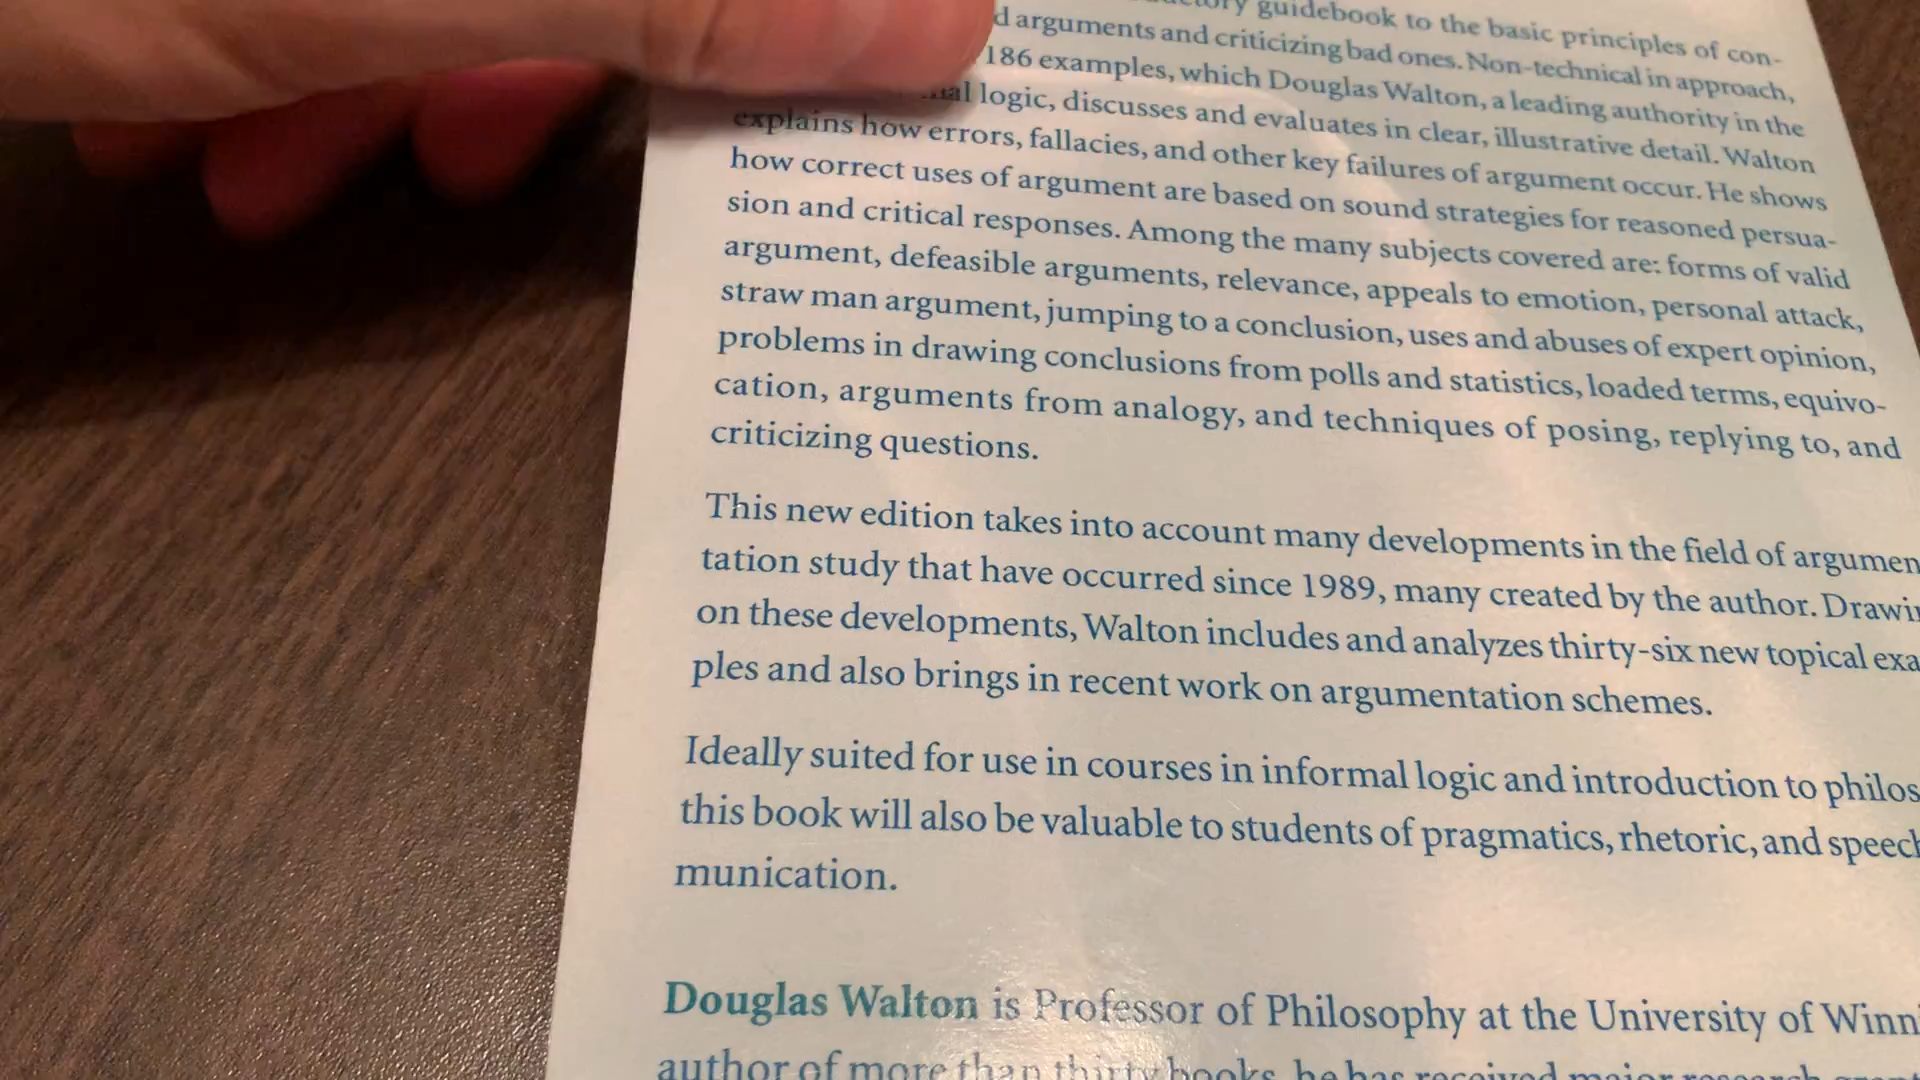 guidebook to the basic principles of con-
arguments and criticizing bad ones. Non-technical in approach,
186 examples, which Douglas Walton, a leading authority in the
logic, discusses and evaluates in clear, illustrative detail. Walton
explains how errors, fallacies, and other key failures of argument occur. He shows
how correct uses of argument are based on sound strategies for reasoned persua-
sion and critical responses. Among the many subjects covered are: forms of valid
argument, defeasible arguments, relevance, appeals to emotion, personal attack,
straw man argument, jumping to a conclusion, uses and abuses of expert opinion,
problems in drawing conclusions from polls and statistics, loaded terms, equivo-
cation, arguments from analogy, and techniques of posing, replying to, and
criticizing questions.
This new edition takes into account many developments in the field of argumen
tation study that have occurred since 1989, many created by the author. Drawi
on these developments, Walton includes and analyzes thirty-six new topical exa
ples and also brings in recent work on argumentation schemes.
Ideally suited for use in courses in informal logic and introduction to philos
this book will also be valuable to students of pragmatics, rhetoric, and speech
munication.
Douglas Walton is Professor of Philosophy at the University of Winn
author of more than thirty books, he has received major research